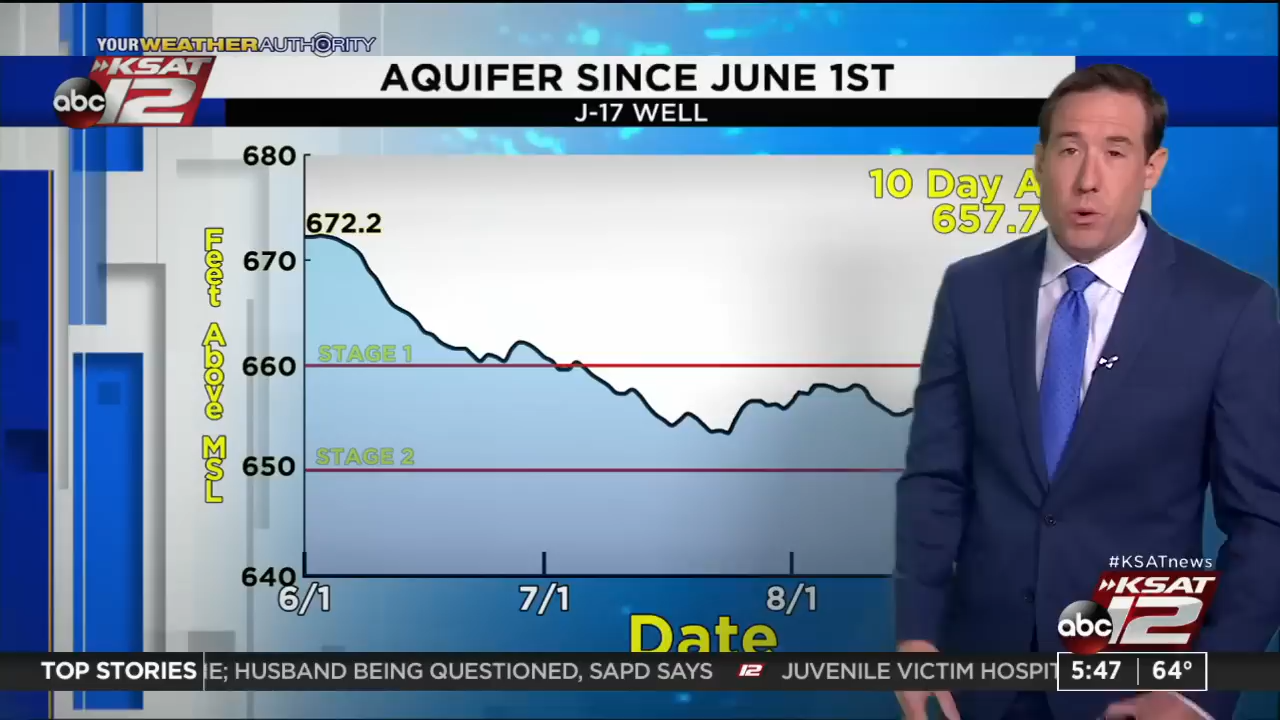 YOURWEATHERAUTHORITY
KSAT
abc 12
AQUIFER SINCE JUNE 1ST
J-17 WELL
680
10 Day A
657.7
672.2
670
Feet Above MSL
STAGE 1
660
STAGE 2
650
640
6/1
7/1
8/1
Date
#KSATnews
KSAT
abc 12
TOP STORIES
E; HUSBAND BEING QUESTIONED, SAPD SAYS 12 JUVENILE VICTIM HOSPIT
5:47 64°